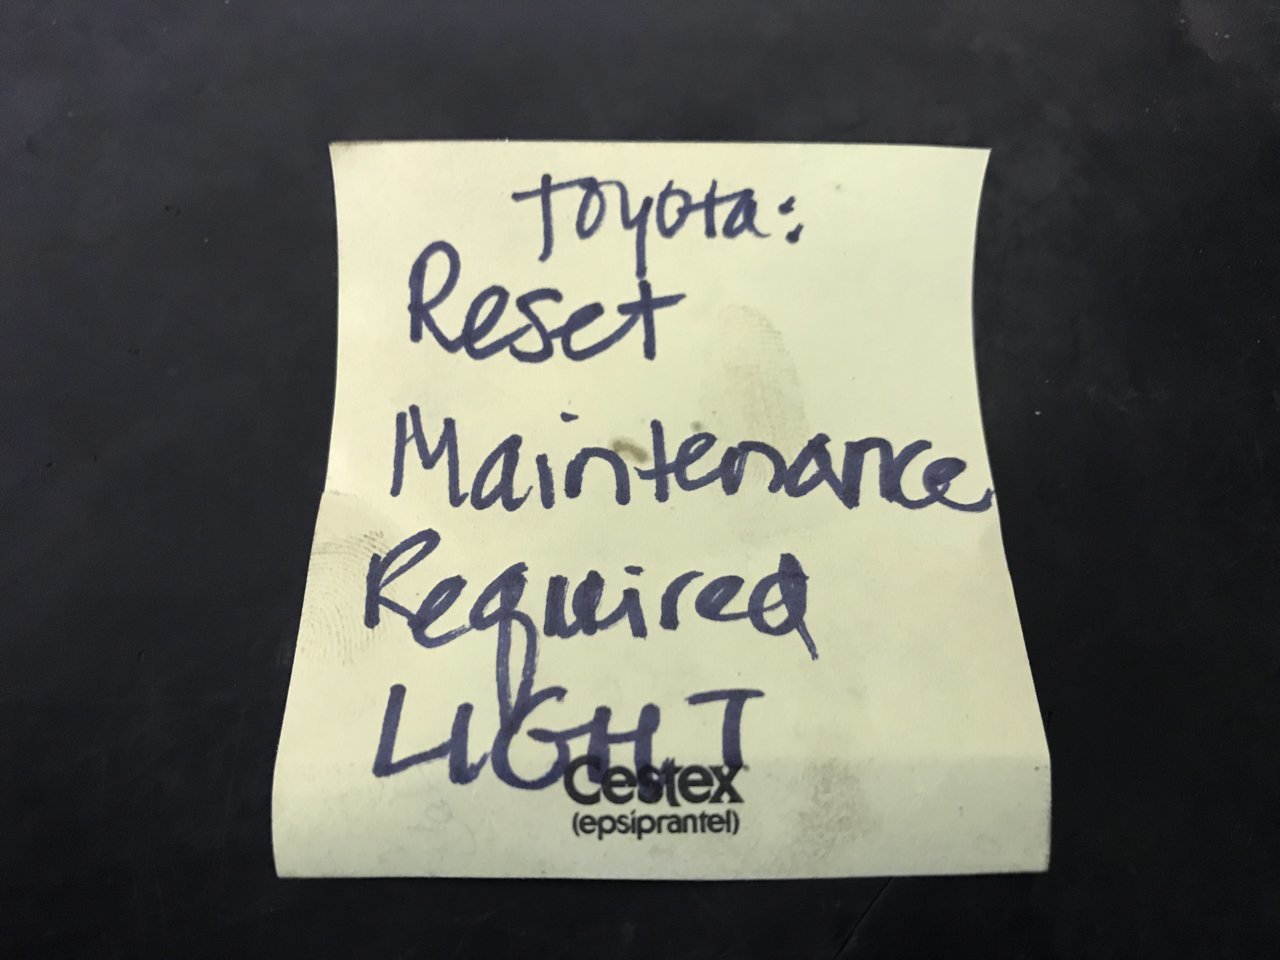 Toyota:
Reset
Maintenance
Required
LIGHT
Cestex
(epsiprantel)